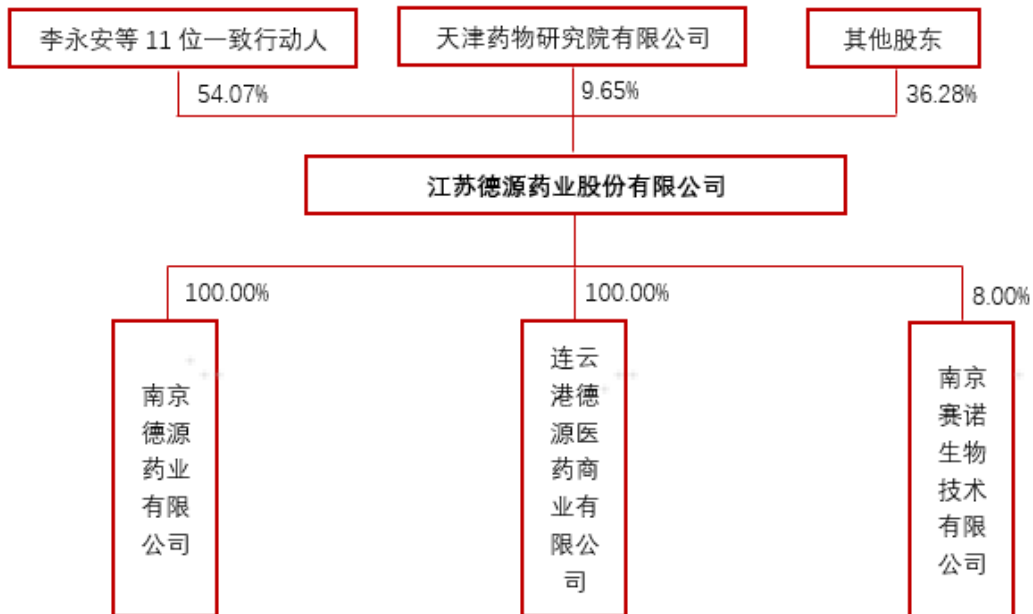 李永安等 11 位一致行动人
天津药物研究院有限公司
其他股东
54.07%
9.65%
36.28%
江苏德源药业股份有限公司
100.00%
100.00%
8.00%
南京
德源
药业
有限
公司
连云
港德
源医
药商
业有
限公
司
南京
赛诺
生物
技术
有限
公司